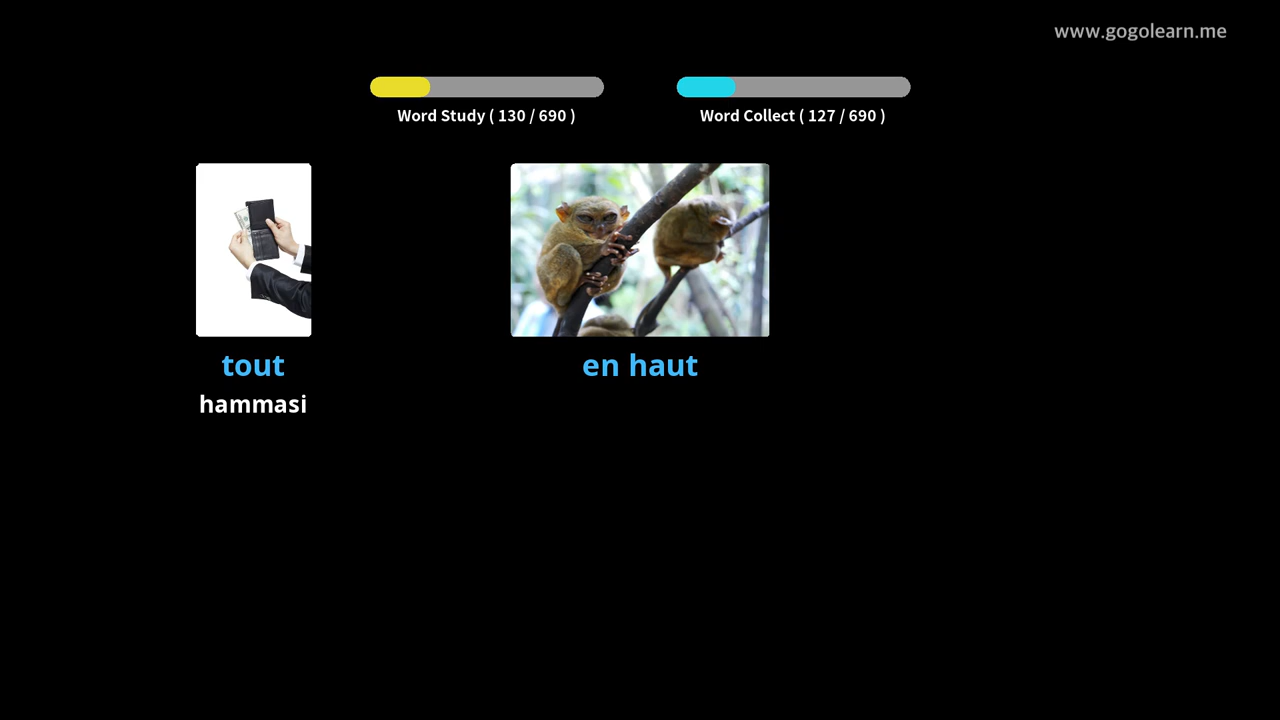 www.gogolearn.me
Word Study ( 130 / 690 )
Word Collect ( 127 / 690 )
tout
hammasi
en haut